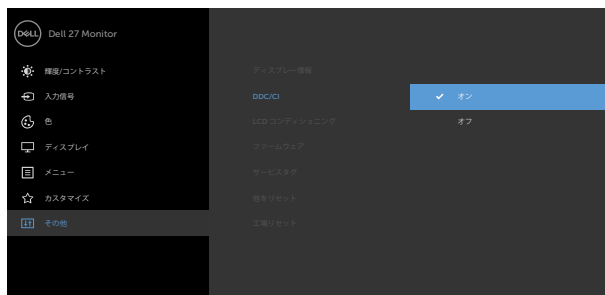 DELL
Dell 27 Monitor
輝度/コントラスト
入力信号
色
ディスプレイ
メニュー
カスタマイズ
その他
ディスプレー情報
DDC/CI
LCD コンディショニング
ファームウェア
サービスタグ
他をリセット
工場リセット
オン
オフ